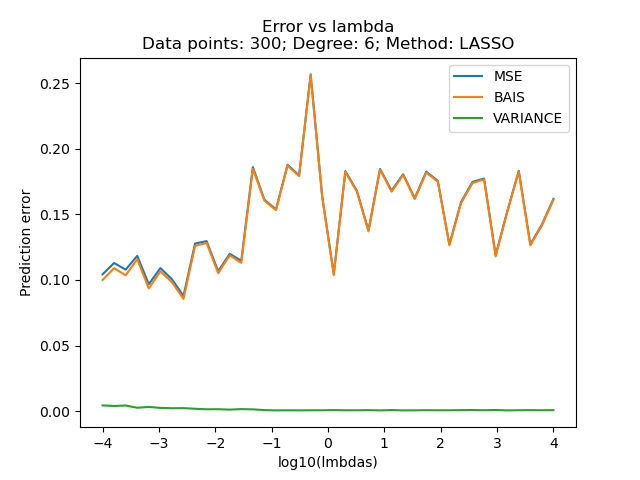 Error vs lambda
Data points: 300; Degree: 6; Method: LASSO
MSE
BAIS
VARIANCE
0.25
0.20
0.15
0.10
0.05
0.00
Prediction error
−4 −3 −2 −1 0 1 2 3 4
log10(lmbdas)